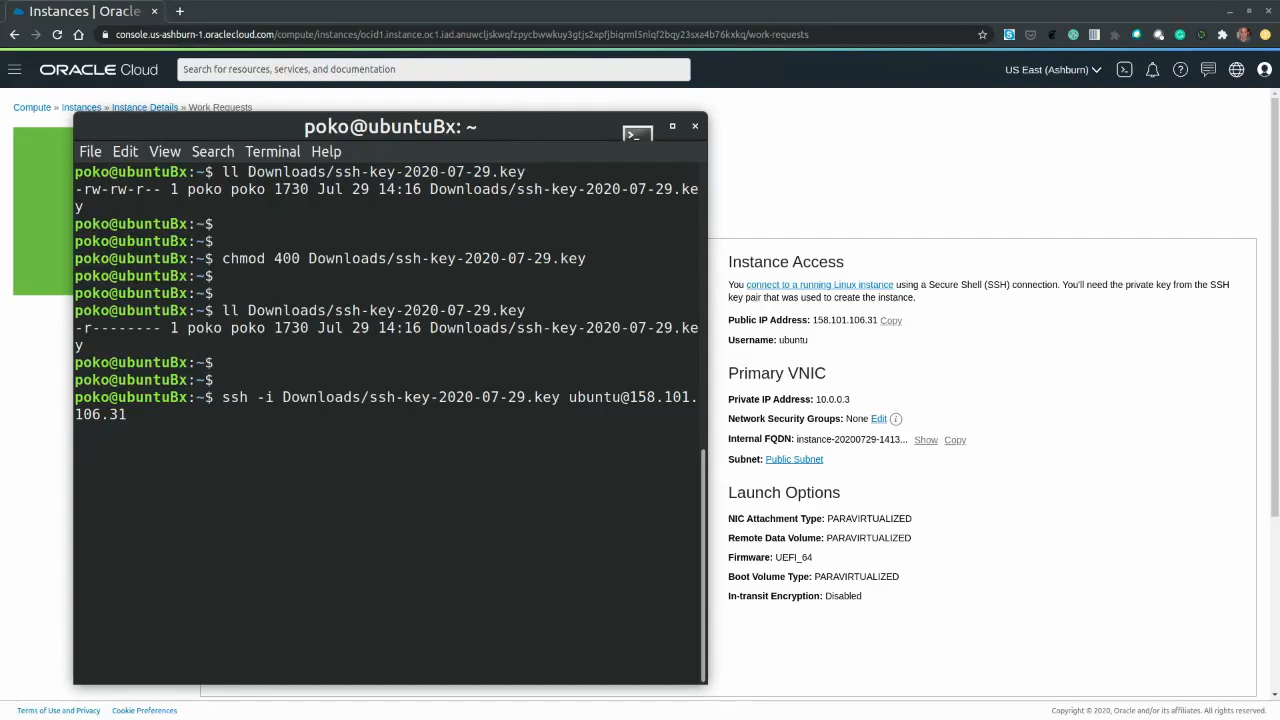 Instances | Oracle
console.us-ashburn-1.oraclecloud.com/compute/instances/ocid1.instance.oc1.iad.anuwcljskwqfzpycbwwkuy3gtjs2xpfjbiqrml5nlqf2bqy23sxa4b76kxkq/work-requests
ORACLE Cloud
Search for resources, services, and documentation
US East (Ashburn)
Compute » Instances » Instance Details » Work Requests
poko@ubuntuBx: ~
File Edit View Search Terminal Help
poko@ubuntuBx:~$ ll Downloads/ssh-key-2020-07-29.key
-rw-rw-r-- 1 poko poko 1730 Jul 29 14:16 Downloads/ssh-key-2020-07-29.ke
y
poko@ubuntuBx:~$
poko@ubuntuBx:~$
poko@ubuntuBx:~$ chmod 400 Downloads/ssh-key-2020-07-29.key
poko@ubuntuBx:~$
poko@ubuntuBx:~$
poko@ubuntuBx:~$ ll Downloads/ssh-key-2020-07-29.key
-r-------- 1 poko poko 1730 Jul 29 14:16 Downloads/ssh-key-2020-07-29.ke
y
poko@ubuntuBx:~$
poko@ubuntuBx:~$
poko@ubuntuBx:~$ ssh -i Downloads/ssh-key-2020-07-29.key ubuntu@158.101.
106.31
Instance Access
You connect to a running Linux instance using a Secure Shell (SSH) connection. You'll need the private key from the SSH
key pair that was used to create the instance.
Public IP Address: 158.101.106.31 Copy
Username: ubuntu
Primary VNIC
Private IP Address: 10.0.0.3
Network Security Groups: None Edit
Internal FQDN: instance-20200729-1413... Show Copy
Subnet: Public Subnet
Launch Options
NIC Attachment Type: PARAVIRTUALIZED
Remote Data Volume: PARAVIRTUALIZED
Firmware: UEFI_64
Boot Volume Type: PARAVIRTUALIZED
In-transit Encryption: Disabled
Terms of Use and Privacy Cookie Preferences
Copyright © 2020, Oracle and/or its affiliates. All rights reserved.